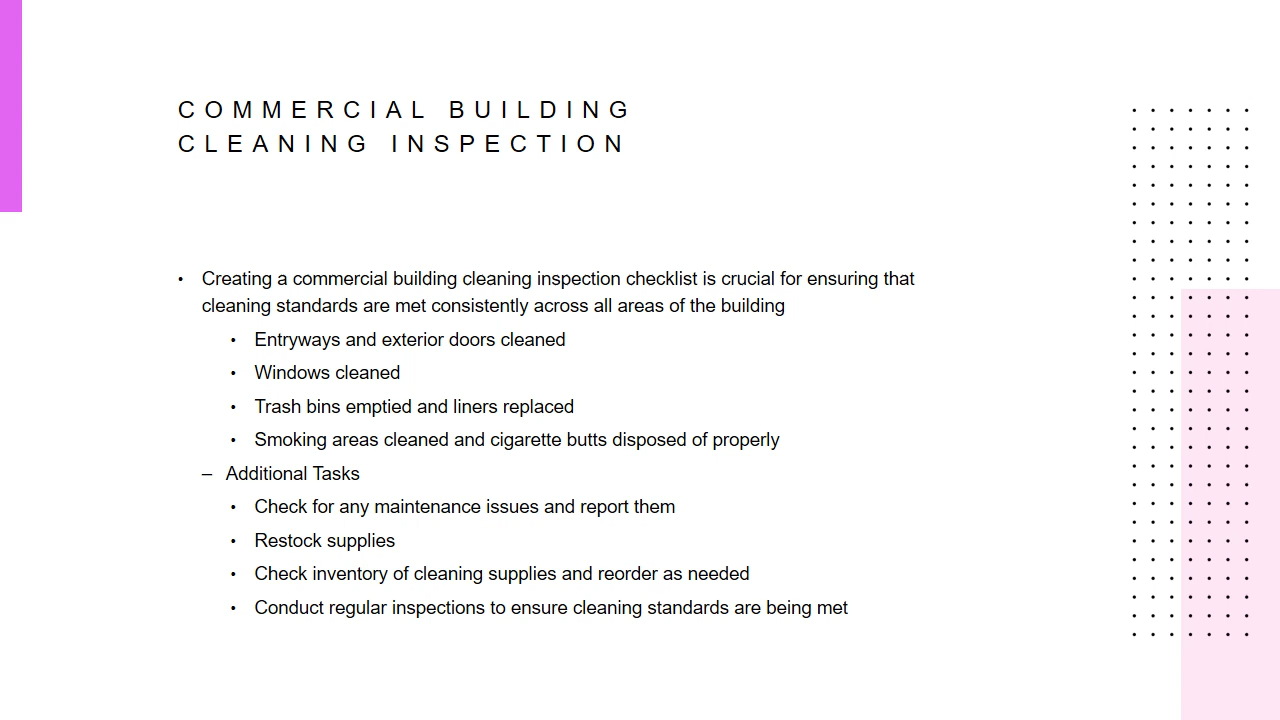 COMMERCIAL BUILDING
CLEANING INSPECTION
• Creating a commercial building cleaning inspection checklist is crucial for ensuring that
cleaning standards are met consistently across all areas of the building
• Entryways and exterior doors cleaned
• Windows cleaned
• Trash bins emptied and liners replaced
• Smoking areas cleaned and cigarette butts disposed of properly
– Additional Tasks
• Check for any maintenance issues and report them
• Restock supplies
• Check inventory of cleaning supplies and reorder as needed
• Conduct regular inspections to ensure cleaning standards are being met